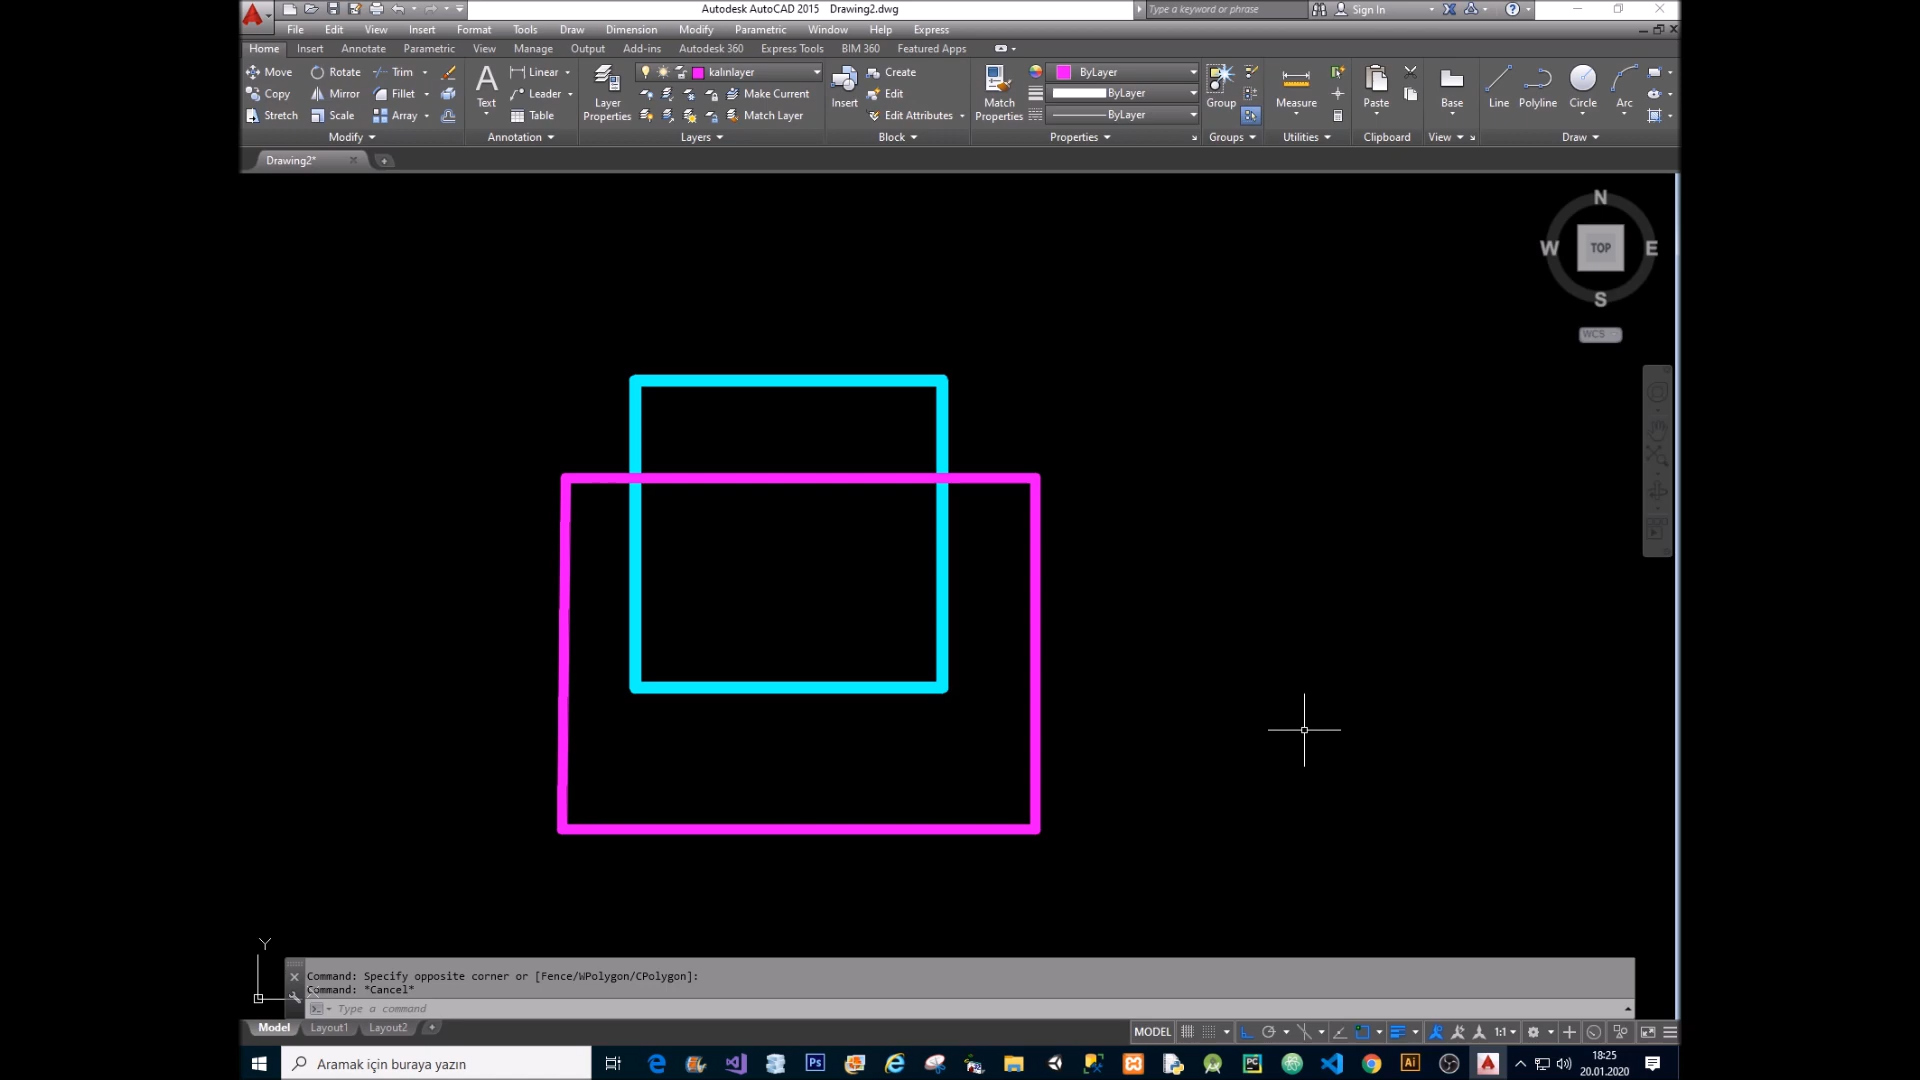 Autodesk AutoCAD 2015 Drawing2.dwg
Type a keyword or phrase
Sign In
File Edit View Insert Format Tools Draw Dimension Modify Parametric Window Help Express
Home Insert Annotate Parametric View Manage Output Add-ins Autodesk 360 Express Tools BIM 360 Featured Apps
Move Rotate Trim
Copy Mirror Fillet
Stretch Scale Array
Modify
Text
Linear
Leader
Table
Annotation
Layer
Properties
kalınlayer
Make Current
Match Layer
Layers
Insert
Create
Edit
Edit Attributes
Block
Match
Properties
ByLayer
ByLayer
ByLayer
Properties
Group
Groups
Measure
Utilities
Paste
Clipboard
Base
View
Line Polyline Circle Arc
Draw
Drawing2*
N
W TOP E
S
WCS
Y
X
Command: Specify opposite corner or [Fence/WPolygon/CPolygon]:
Command: *Cancel*
Type a command
Model Layout1 Layout2
MODEL
1:1
Aramak için buraya yazın
Ps
PC
Ai
18:25
20.01.2020